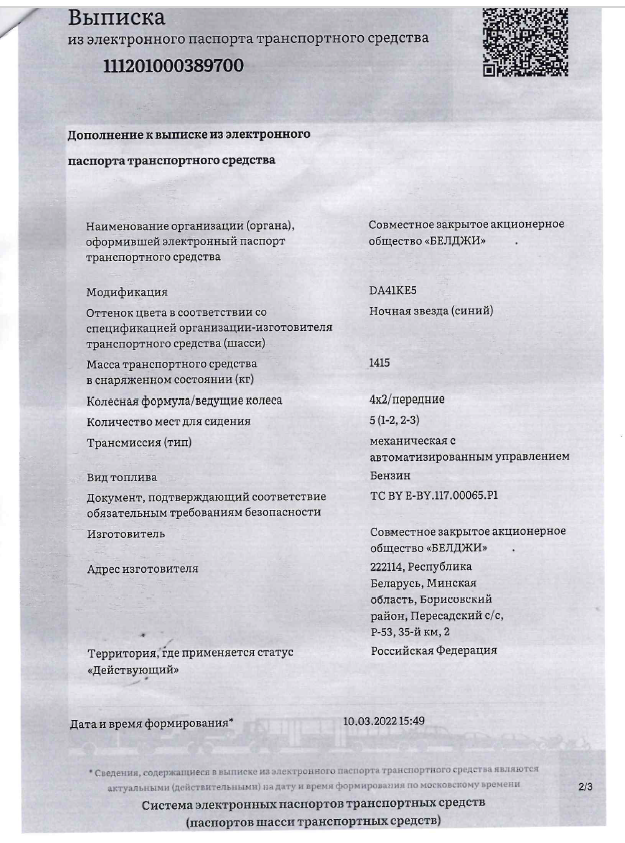 Выписка
из электронного паспорта транспортного средства
111201000389700
Дополнение к выписке из электронного
паспорта транспортного средства
Наименование организации (органа),
оформившей электронный паспорт
транспортного средства
Совместное закрытое акционерное
общество «БЕЛДЖИ»
Модификация
DA41KE5
Оттенок цвета в соответствии со
спецификацией организации-изготовителя
транспортного средства (шасси)
Ночная звезда (синий)
Масса транспортного средства
в снаряженном состоянии (кг)
1415
Колесная формула/ведущие колеса
4x2/передние
Количество мест для сидения
5 (1-2, 2-3)
Трансмиссия (тип)
механическая с
автоматизированным управлением
Вид топлива
Бензин
Документ, подтверждающий соответствие
обязательным требованиям безопасности
ТС BY E-BY.117.00065.P1
Изготовитель
Совместное закрытое акционерное
общество «БЕЛДЖИ»
Адрес изготовителя
222114, Республика
Беларусь, Минская
область, Борисовский
район, Пересадский с/с,
Р-53, 35-й км, 2
Территория, где применяется статус
«Действующий»
Российская Федерация
Дата и время формирования*
10.03.2022 15:49
* Сведения, содержащиеся в выписке из электронного паспорта транспортного средства являются
актуальными (действительными) на дату и время формирования по московскому времени
2/3
Система электронных паспортов транспортных средств
(паспортов шасси транспортных средств)